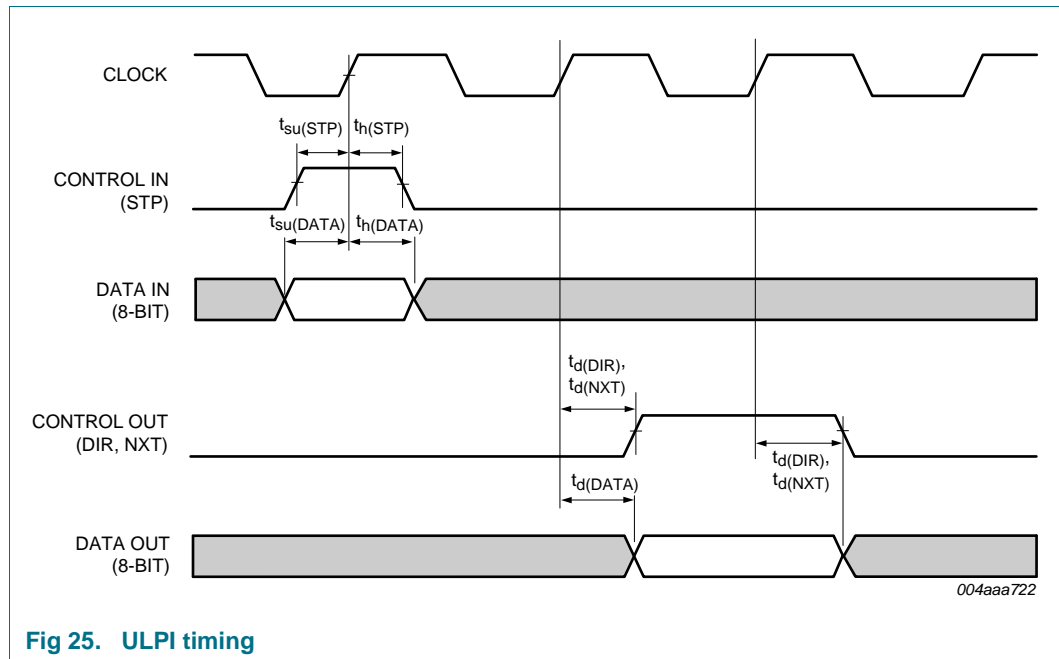 CLOCK
tsu(STP) th(STP)
CONTROL IN
(STP)
tsu(DATA) th(DATA)
DATA IN
(8-BIT)
td(DIR),
td(NXT)
CONTROL OUT
(DIR, NXT)
td(DIR),
td(NXT)
td(DATA)
DATA OUT
(8-BIT)
004aaa722
Fig 25. ULPI timing